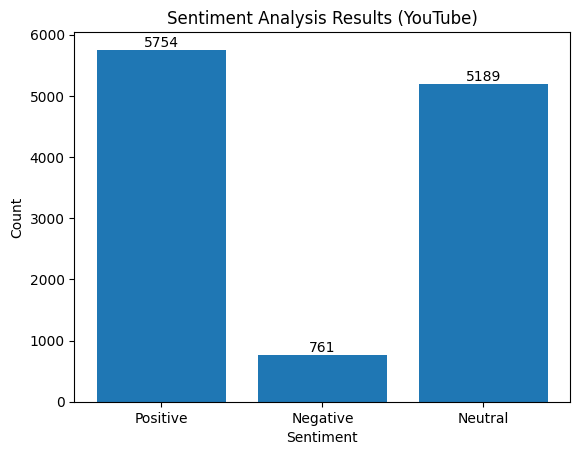 Sentiment Analysis Results (YouTube)
6000
5000
4000
3000
2000
1000
0
Count
5754
761
5189
Positive Negative Neutral
Sentiment